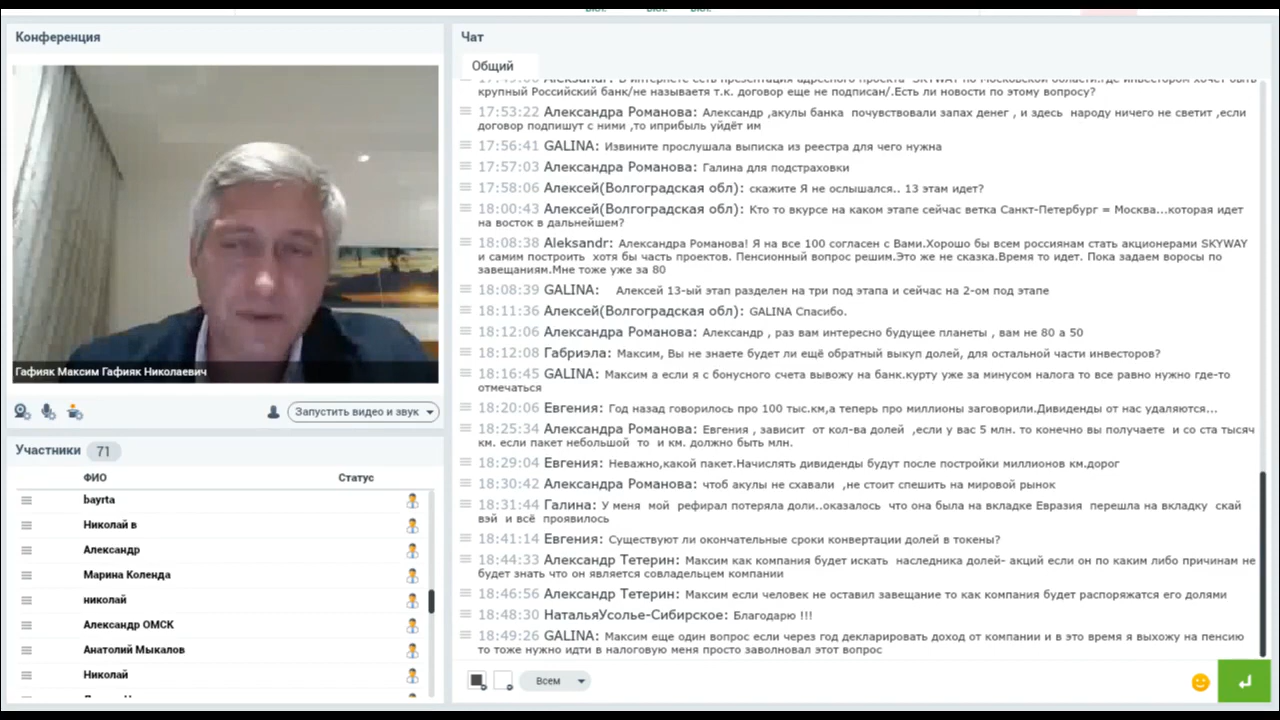 Конференция
Гафияк Максим Гафияк Николаевич
Запустить видео и звук
Участники 71
ФИО Статус
bayrta
Николай в
Александр
Марина Коленда
николай
Александр ОМСК
Анатолий Мыкалов
Николай
Чат
Общий
крупный Российский банк/не называетя т.к. договор еще не подписан/.Есть ли новости по этому вопросу?
17:53:22 Александра Романова: Александр ,акулы банка почувствовали запах денег , и здесь народу ничего не светит ,если
договор подпишут с ними ,то иприбыль уйдёт им
17:56:41 GALINA: Извините прослушала выписка из реестра для чего нужна
17:57:03 Александра Романова: Галина для подстраховки
17:58:06 Алексей(Волгоградская обл): скажите Я не ослышался.. 13 этам идет?
18:00:43 Алексей(Волгоградская обл): Кто то вкурсе на каком этапе сейчас ветка Санкт-Петербург = Москва...которая идет
на восток в дальнейшем?
18:08:38 Aleksandr: Александра Романова! Я на все 100 согласен с Вами.Хорошо бы всем россиянам стать акционерами SKYWAY
и самим построить хотя бы часть проектов. Пенсионный вопрос решим.Это же не сказка.Время то идет. Пока задаем воросы по
завещаниям.Мне тоже уже за 80
18:08:39 GALINA: Алексей 13-ый этап разделен на три под этапа и сейчас на 2-ом под этапе
18:11:36 Алексей(Волгоградская обл): GALINA Спасибо.
18:12:06 Александра Романова: Александр , раз вам интересно будущее планеты , вам не 80 а 50
18:12:08 Габриэла: Максим, Вы не знаете будет ли ещё обратный выкуп долей, для остальной части инвесторов?
18:16:45 GALINA: Максим а если я с бонусного счета вывожу на банк.курту уже за минусом налога то все равно нужно где-то
отмечаться
18:20:06 Евгения: Год назад говорилось про 100 тыс.км,а теперь про миллионы заговорили.Дивиденды от нас удаляются...
18:25:34 Александра Романова: Евгения , зависит от кол-ва долей ,если у вас 5 млн. то конечно вы получаете и со ста тысяч
км. если пакет небольшой то и км. должно быть млн.
18:29:04 Евгения: Неважно,какой пакет.Начислять дивиденды будут после постройки миллионов км.дорог
18:30:42 Александра Романова: чтоб акулы не схавали ,не стоит спешить на мировой рынок
18:31:44 Галина: У меня мой рефирал потеряла доли..оказалось что она была на вкладке Евразия перешла на вкладку скай
вэй и всё проявилось
18:41:14 Евгения: Существуют ли окончательные сроки конвертации долей в токены?
18:44:33 Александр Тетерин: Максим как компания будет искать наследника долей- акций если он по каким либо причинам не
будет знать что он является совладельцем компании
18:46:56 Александр Тетерин: Максим если человек не оставил завещание то как компания будет распоряжатся его долями
18:48:30 НатальяУсолье-Сибирское: Благодарю !!!
18:49:26 GALINA: Максим еще один вопрос если через год декларировать доход от компании и в это время я выхожу на пенсию
то тоже нужно идти в налоговую меня просто заволновал этот вопрос
Всем